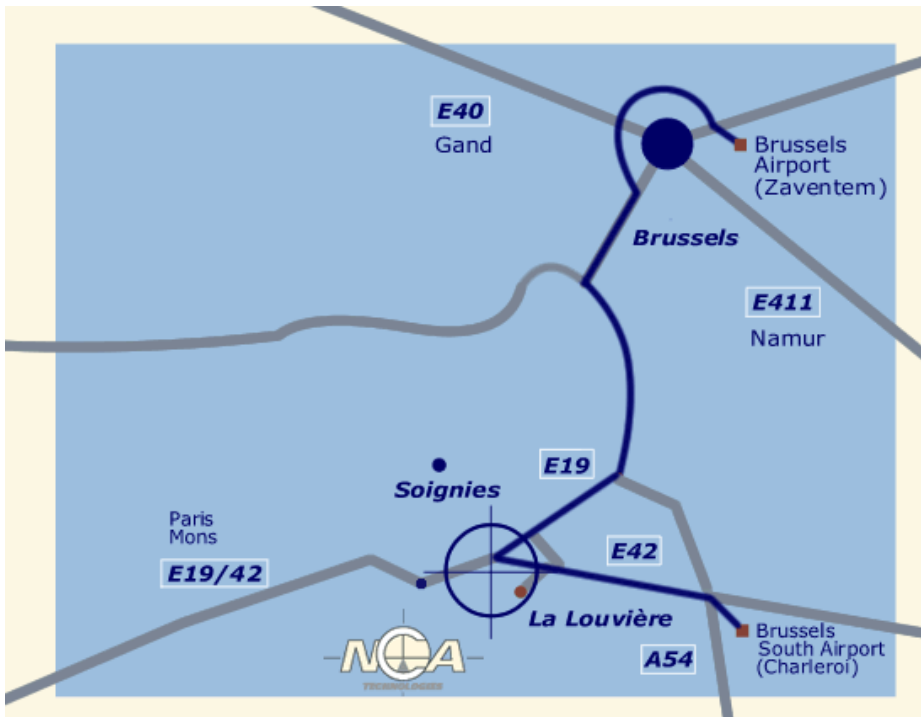 E40
Gand
Brussels
Airport
(Zaventem)
Brussels
E411
Namur
E19
Soignies
Paris
Mons
E19/42
E42
La Louvière
Brussels
South Airport
(Charleroi)
A54
NCA
TECHNOLOGIES